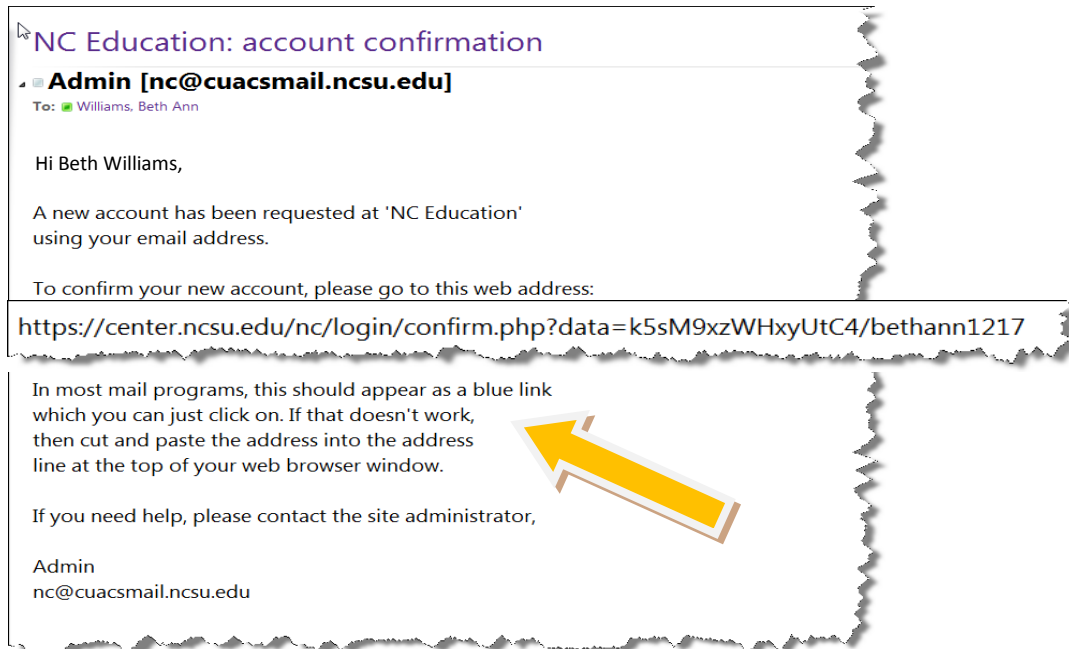 NC Education: account confirmation
Admin [nc@cuacsmail.ncsu.edu]
To: Williams, Beth Ann
Hi Beth Williams,
A new account has been requested at 'NC Education'
using your email address.
To confirm your new account, please go to this web address:
https://center.ncsu.edu/nc/login/confirm.php?data=k5sM9xzWHxyUtC4/bethann1217
In most mail programs, this should appear as a blue link
which you can just click on. If that doesn't work,
then cut and paste the address into the address
line at the top of your web browser window.
If you need help, please contact the site administrator,
Admin
nc@cuacsmail.ncsu.edu